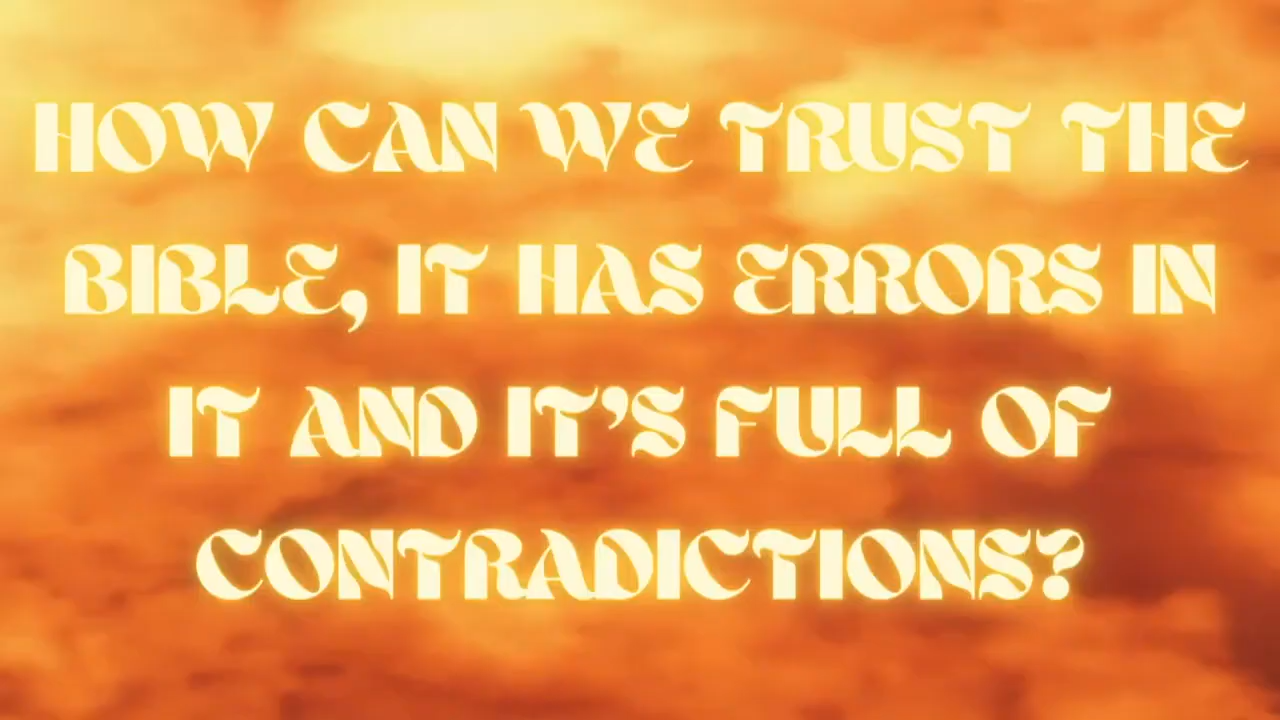 HOW CAN WE TRUST THE
BIBLE, IT HAS ERRORS IN
IT AND IT’S FULL OF
CONTRADICTIONS?